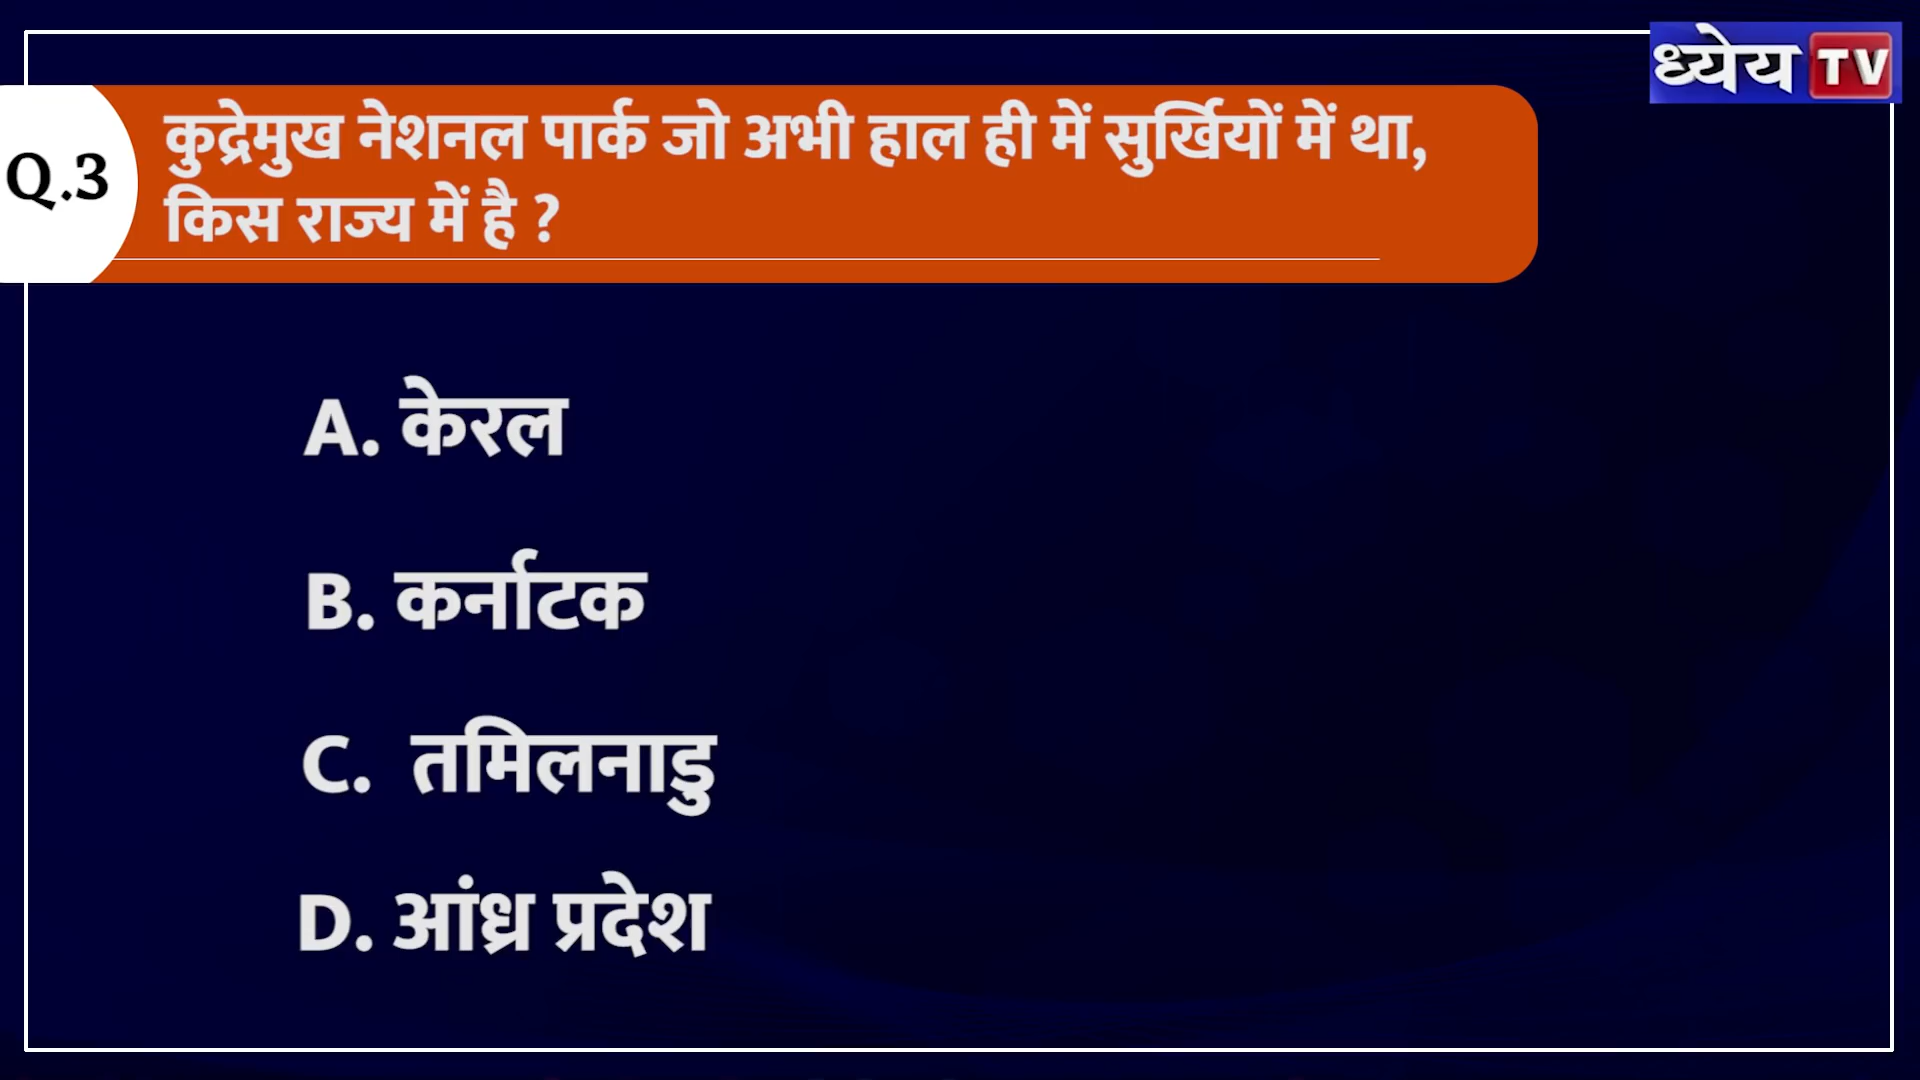 ध्येय TV
Q.3
कुद्रेमुख नेशनल पार्क जो अभी हाल ही में सुर्खियों में था,
किस राज्य में है ?
A. केरल
B. कर्नाटक
C. तमिलनाडु
D. आंध्र प्रदेश